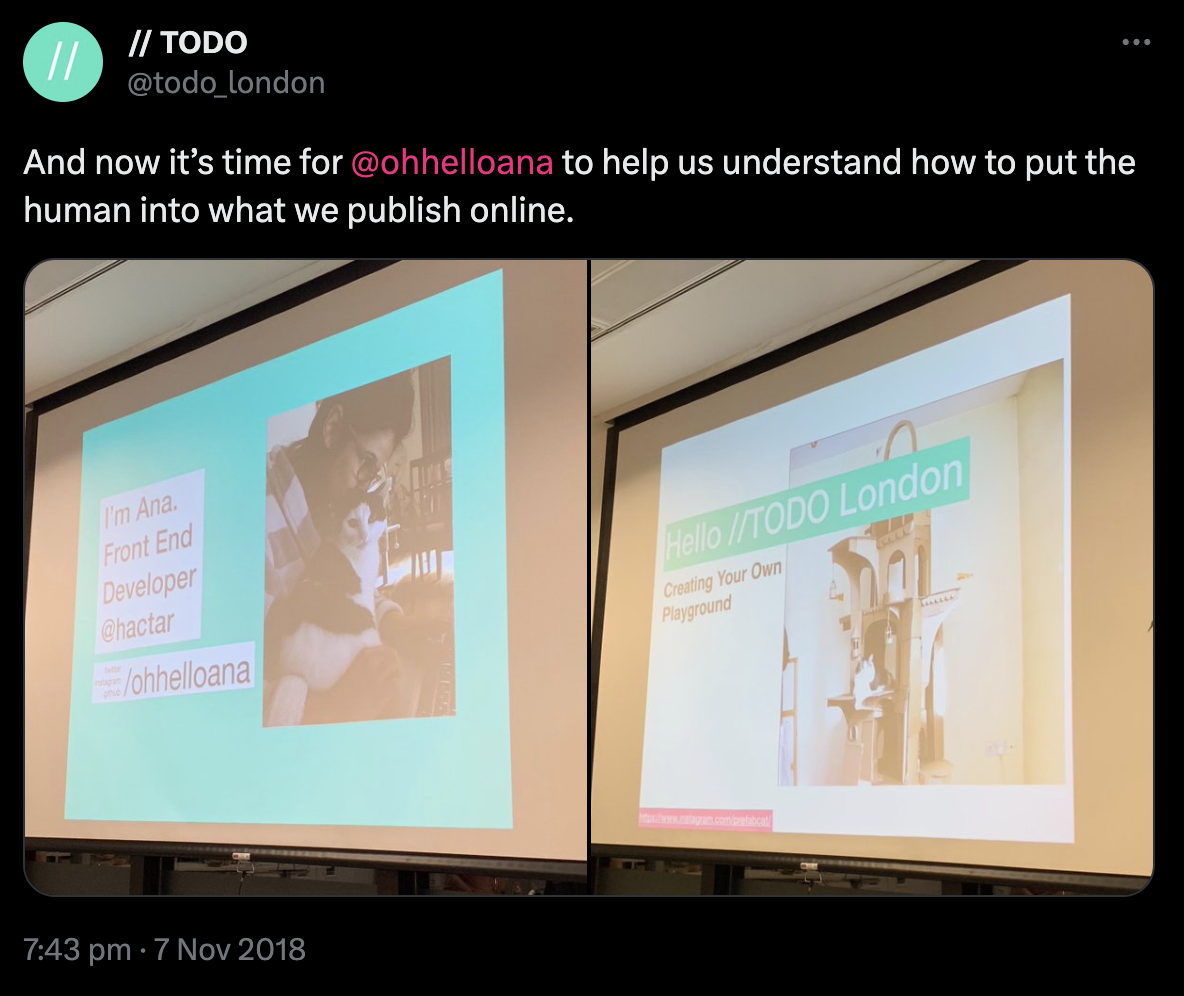 //
// TODO
@todo_london
And now it’s time for @ohhelloana to help us understand how to put the
human into what we publish online.
I'm Ana.
Front End
Developer
@hactar
twitter
instagram
github
/ohhelloana
Hello //TODO London
Creating Your Own
Playground
https://www.instagram.com/prefabcat/
7:43 pm · 7 Nov 2018